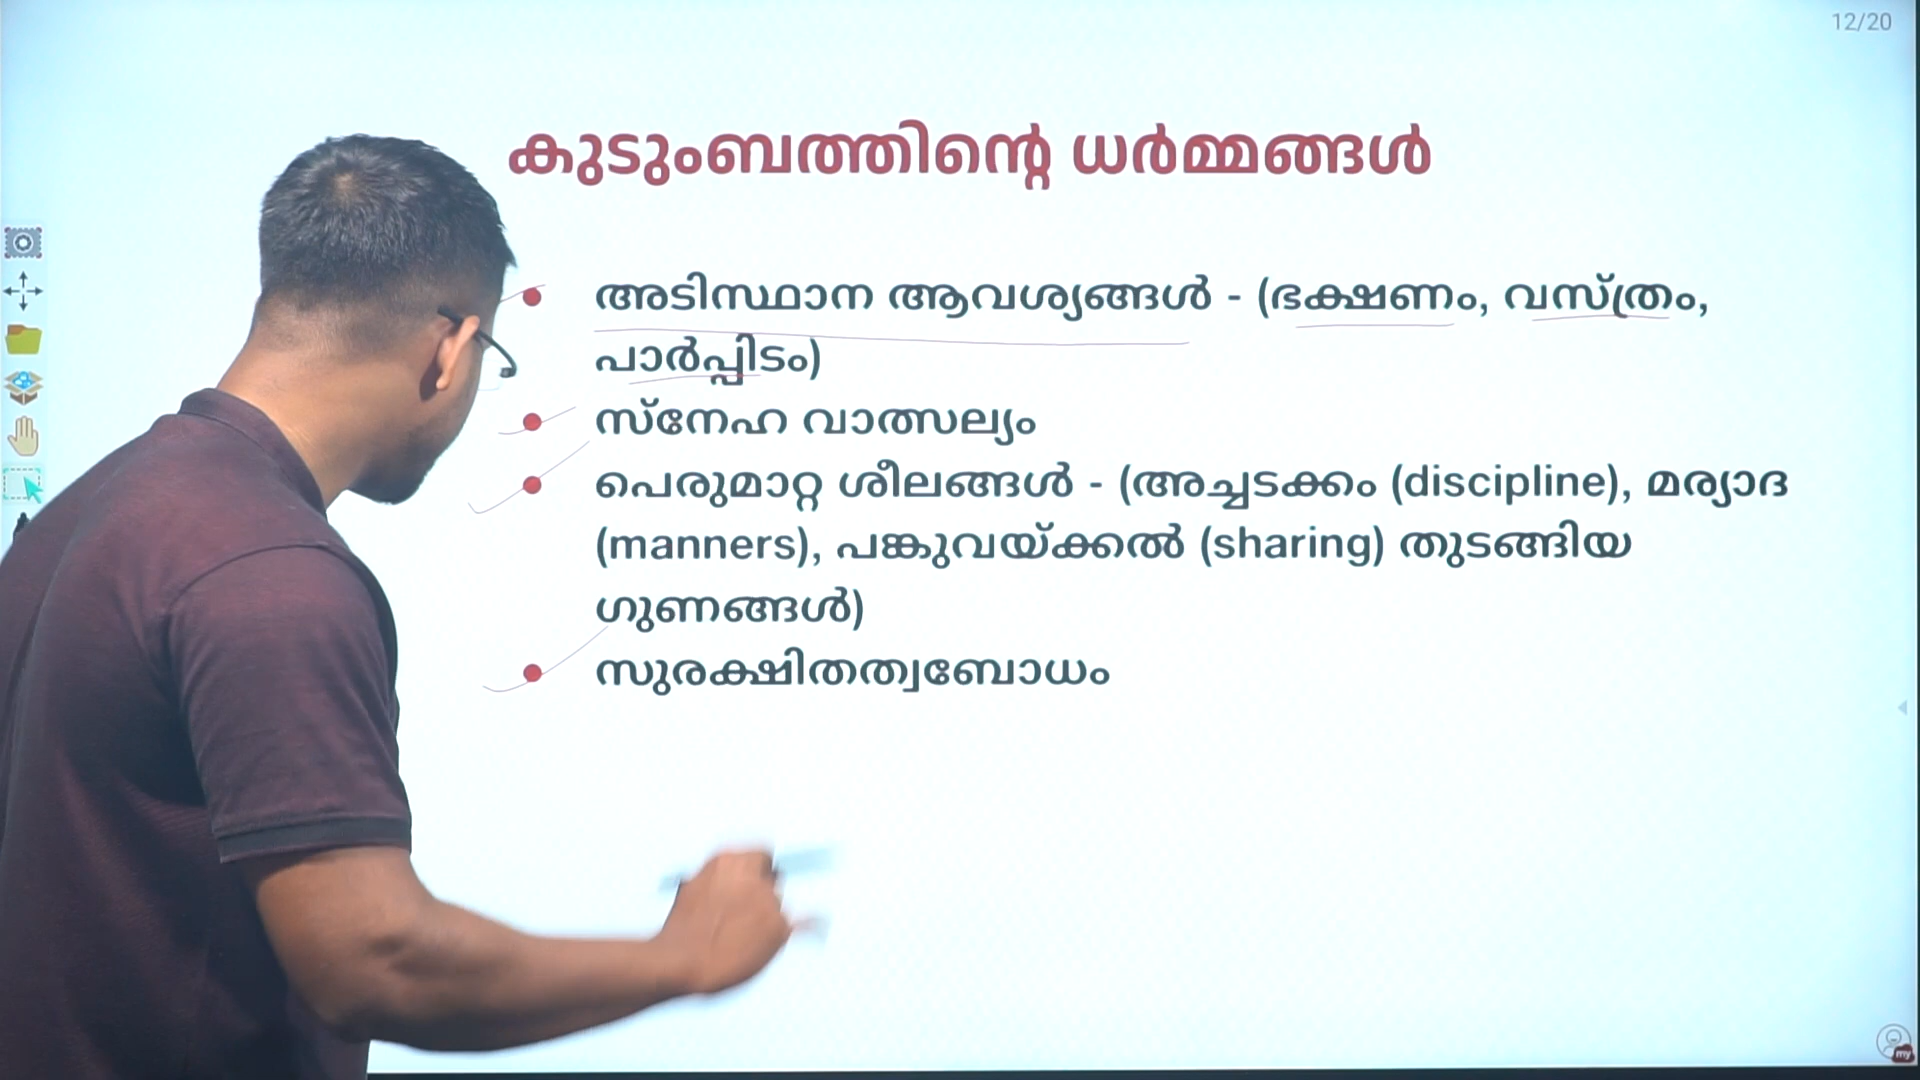 12/20
കുടുംബത്തിന്റെ ധർമ്മങ്ങൾ
• അടിസ്ഥാന ആവശ്യങ്ങൾ - (ഭക്ഷണം, വസ്ത്രം,
പാർപ്പിടം)
• സ്നേഹ വാത്സല്യം
• പെരുമാറ്റ ശീലങ്ങൾ - (അച്ചടക്കം (discipline), മര്യാദ
(manners), പങ്കുവയ്ക്കൽ (sharing) തുടങ്ങിയ
ഗുണങ്ങൾ)
• സുരക്ഷിതത്വബോധം
my